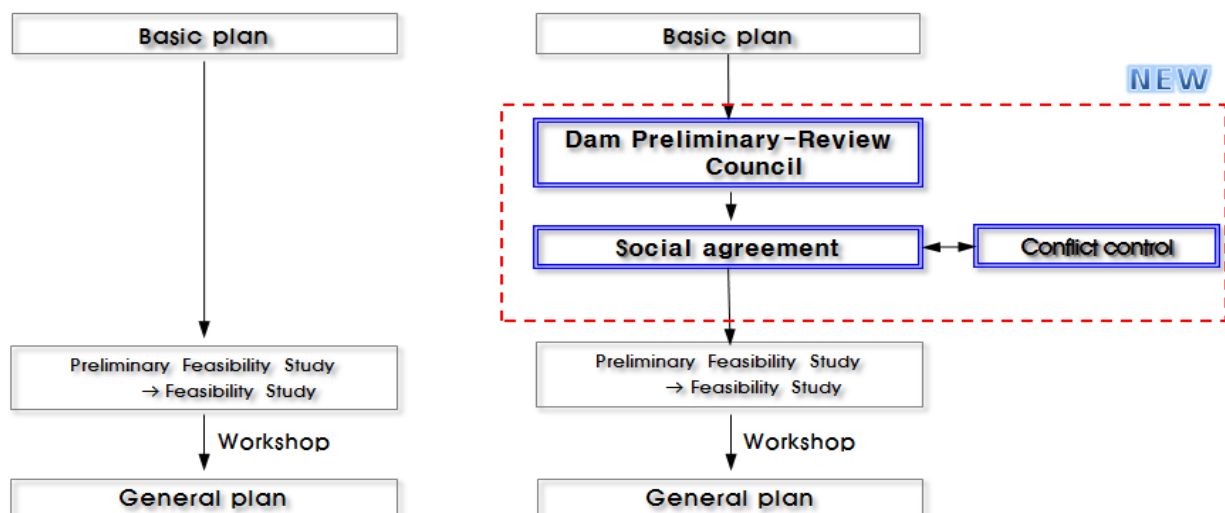 Basic plan
Preliminary Feasibility Study
→ Feasibility Study
Workshop
General plan
Basic plan
NEW
Dam Preliminary-Review
Council
Social agreement
Conflict control
Preliminary Feasibility Study
→ Feasibility Study
Workshop
General plan